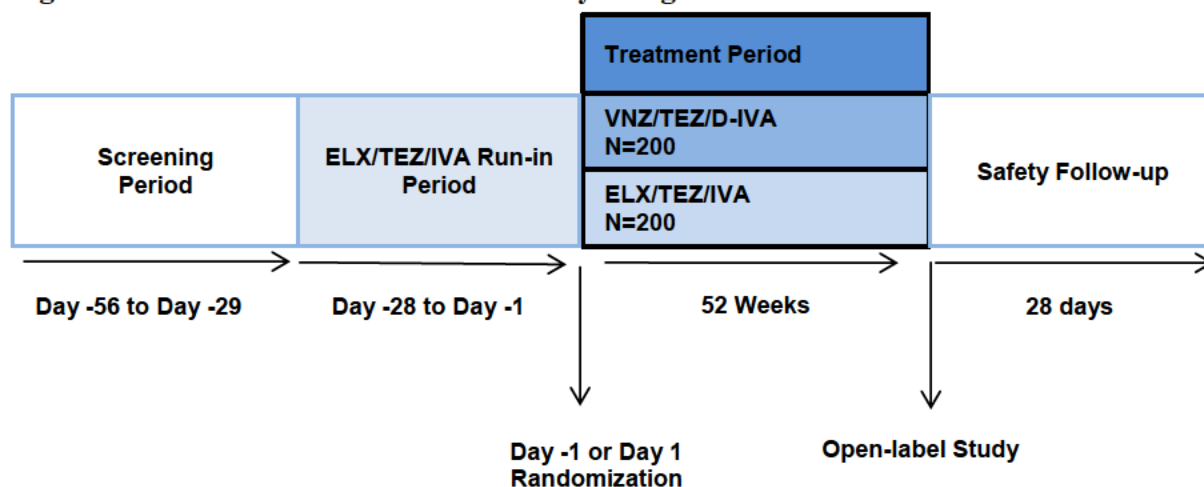 Treatment Period
Screening
Period
ELX/TEZ/IVA Run-in
Period
VNZ/TEZ/D-IVA
N=200
ELX/TEZ/IVA
N=200
Safety Follow-up
Day -56 to Day -29
Day -28 to Day -1
52 Weeks
28 days
Day -1 or Day 1
Randomization
Open-label Study